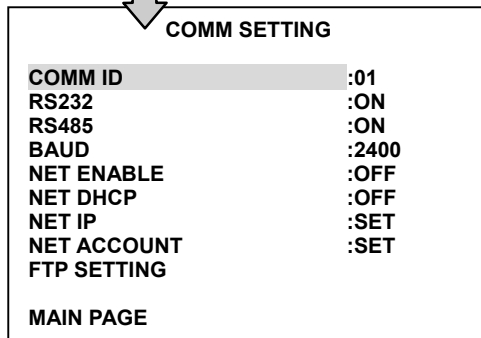 COMM SETTING
COMM ID :01
RS232 :ON
RS485 :ON
BAUD :2400
NET ENABLE :OFF
NET DHCP :OFF
NET IP :SET
NET ACCOUNT :SET
FTP SETTING
MAIN PAGE